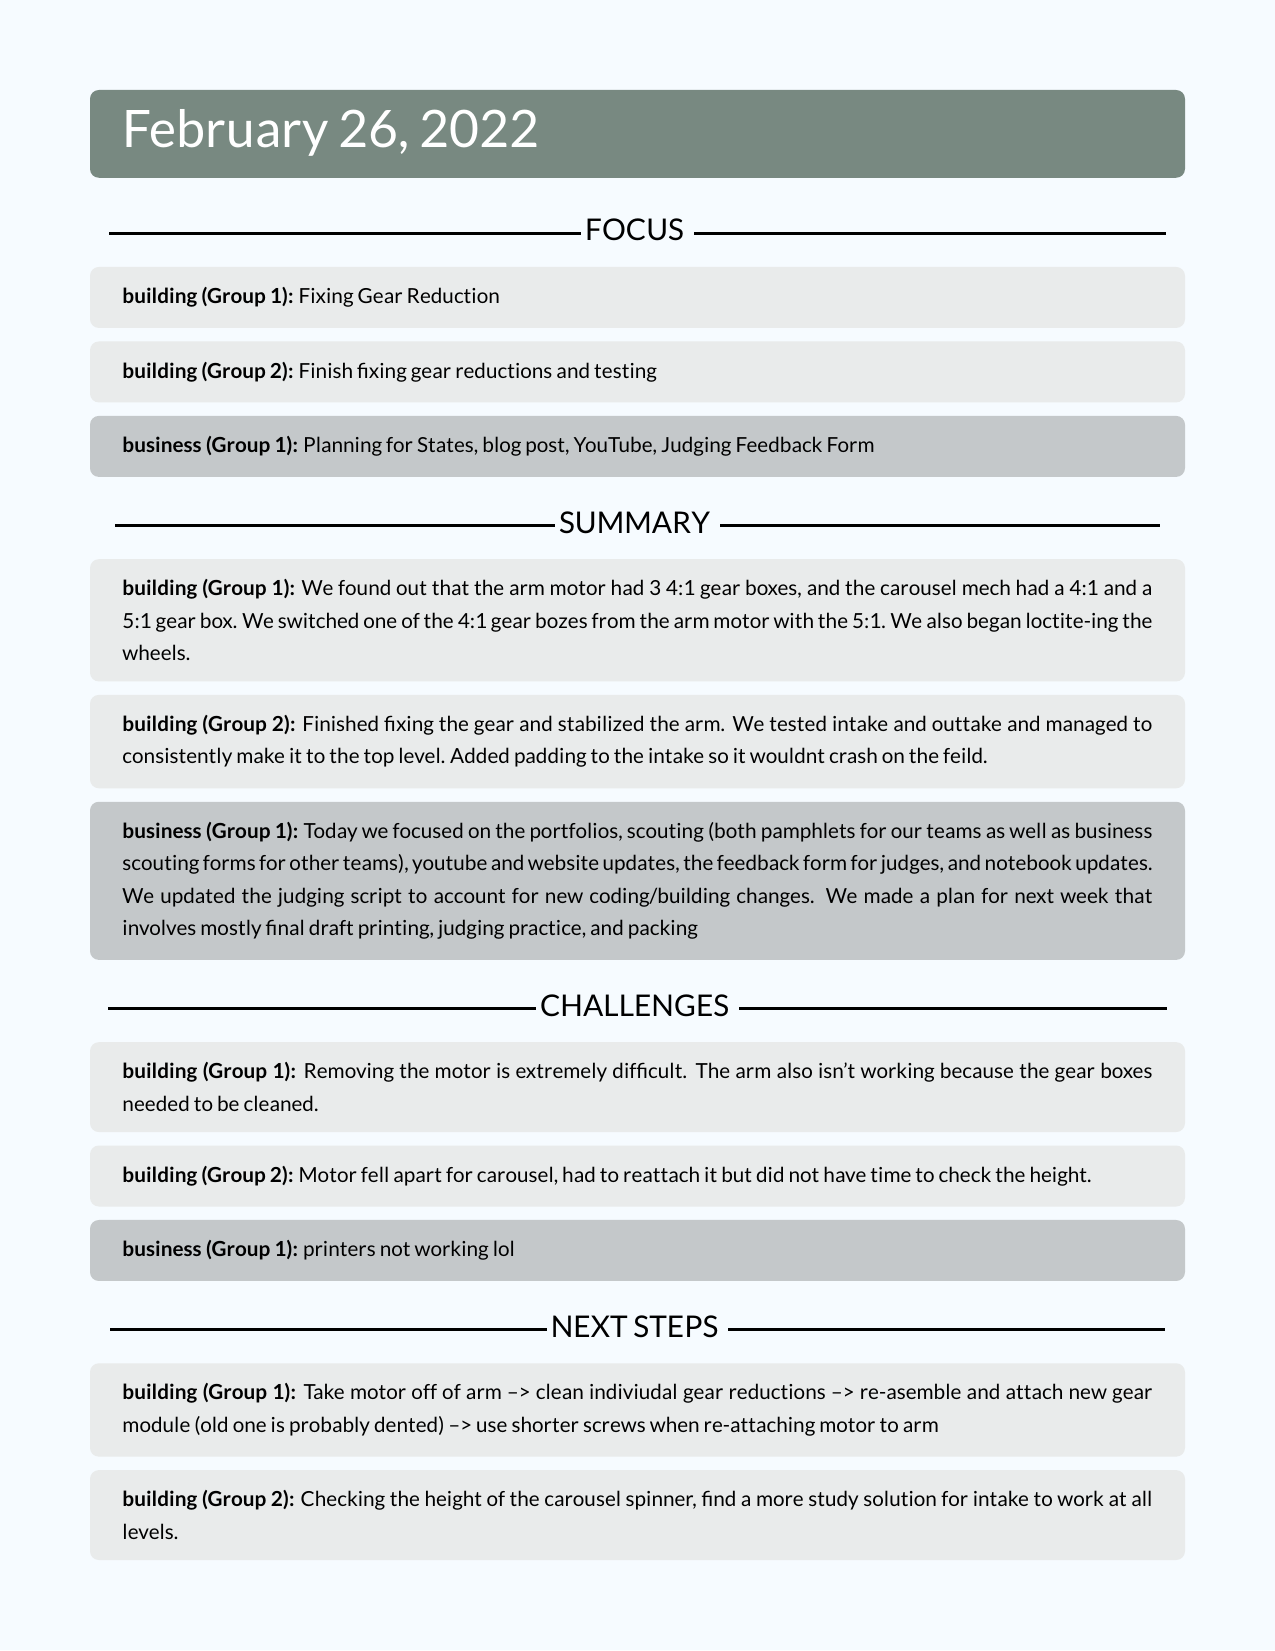 February 26, 2022
FOCUS
building (Group 1): Fixing Gear Reduction
building (Group 2): Finish fixing gear reductions and testing
business (Group 1): Planning for States, blog post, YouTube, Judging Feedback Form
SUMMARY
building (Group 1): We found out that the arm motor had 3 4:1 gear boxes, and the carousel mech had a 4:1 and a
5:1 gear box. We switched one of the 4:1 gear bozes from the arm motor with the 5:1. We also began loctite-ing the
wheels.
building (Group 2): Finished fixing the gear and stabilized the arm. We tested intake and outtake and managed to
consistently make it to the top level. Added padding to the intake so it wouldnt crash on the feild.
business (Group 1): Today we focused on the portfolios, scouting (both pamphlets for our teams as well as business
scouting forms for other teams), youtube and website updates, the feedback form for judges, and notebook updates.
We updated the judging script to account for new coding/building changes. We made a plan for next week that
involves mostly final draft printing, judging practice, and packing
CHALLENGES
building (Group 1): Removing the motor is extremely difficult. The arm also isn’t working because the gear boxes
needed to be cleaned.
building (Group 2): Motor fell apart for carousel, had to reattach it but did not have time to check the height.
business (Group 1): printers not working lol
NEXT STEPS
building (Group 1): Take motor off of arm –> clean indiviudal gear reductions –> re-asemble and attach new gear
module (old one is probably dented) –> use shorter screws when re-attaching motor to arm
building (Group 2): Checking the height of the carousel spinner, find a more study solution for intake to work at all
levels.